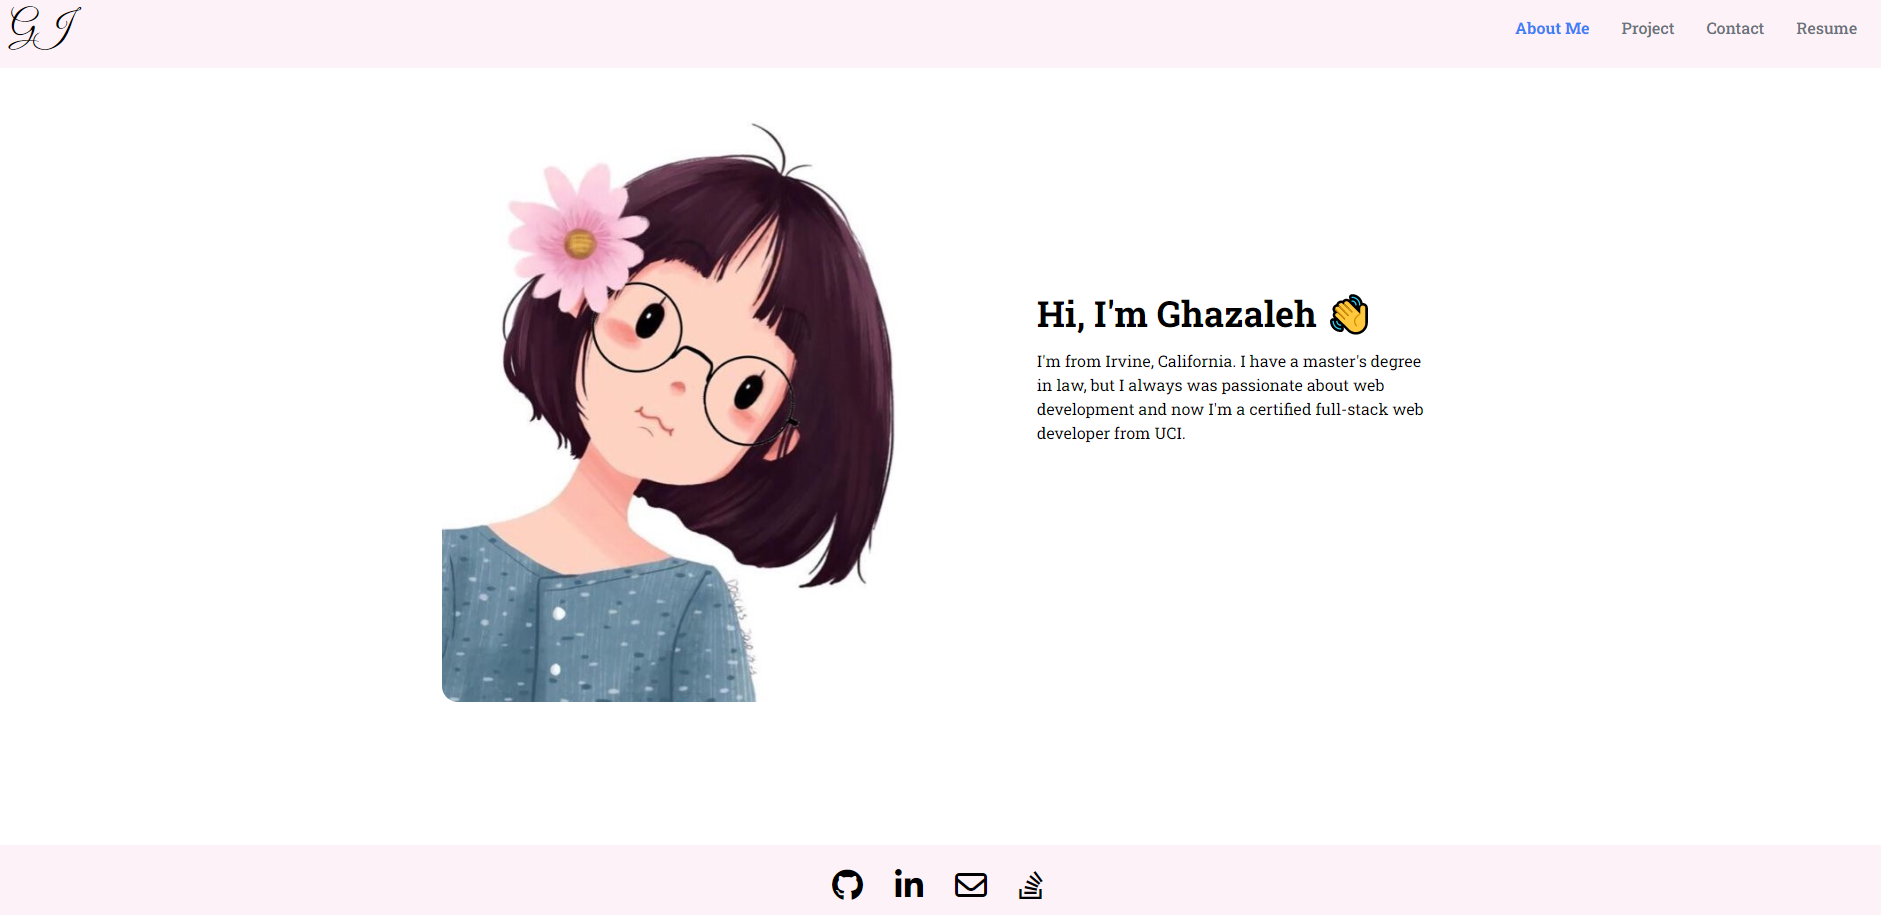 GJ
About Me Project Contact Resume
Hi, I'm Ghazaleh 👋
I'm from Irvine, California. I have a master's degree
in law, but I always was passionate about web
development and now I'm a certified full-stack web
developer from UCI.
in